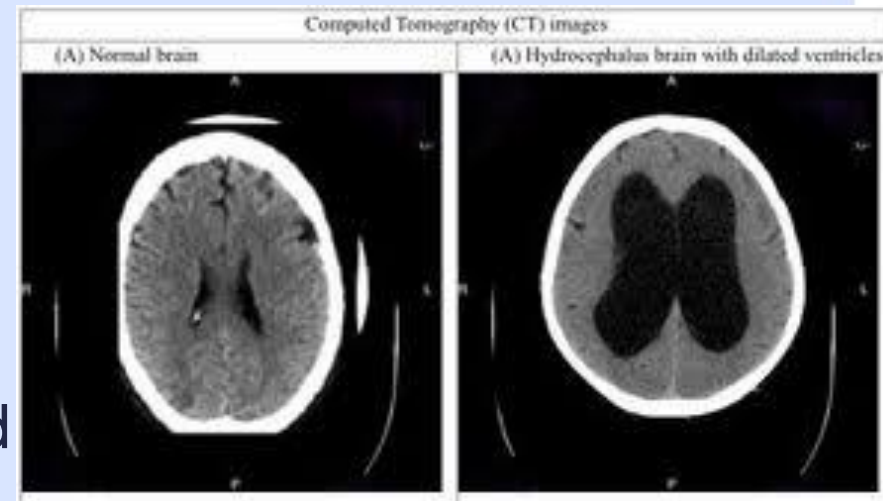 Computed Tomography (CT) images
(A) Normal brain
(A) Hydrocephalus brain with dilated ventricles
A
A
L
P
d